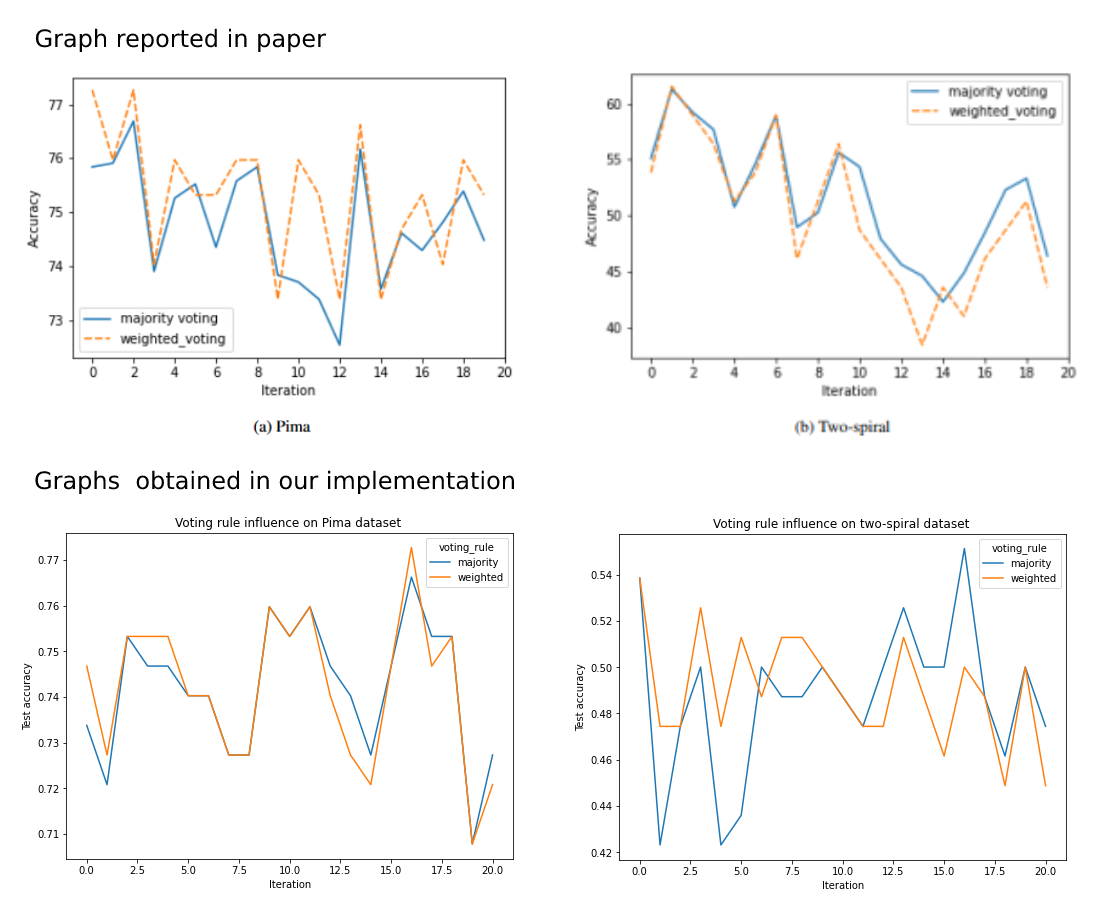 Graph reported in paper
77
76
75
74
73
Accuracy
majority voting
weighted_voting
0 2 4 6 8 10 12 14 16 18 20
Iteration
(a) Pima
60
55
50
45
40
Accuracy
majority voting
weighted_voting
0 2 4 6 8 10 12 14 16 18 20
Iteration
(b) Two-spiral
Graphs  obtained in our implementation
Voting rule influence on Pima dataset
voting_rule
majority
weighted
0.77
0.76
0.75
0.74
0.73
0.72
0.71
Test accuracy
0.0 2.5 5.0 7.5 10.0 12.5 15.0 17.5 20.0
Iteration
Voting rule influence on two-spiral dataset
voting_rule
majority
weighted
0.54
0.52
0.50
0.48
0.46
0.44
0.42
Test accuracy
0.0 2.5 5.0 7.5 10.0 12.5 15.0 17.5 20.0
Iteration